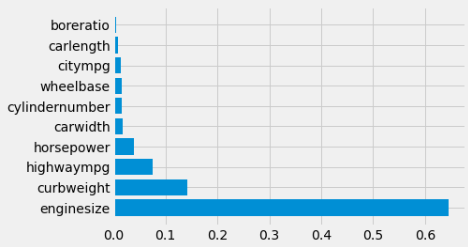 boreratio
carlength
citympg
wheelbase
cylindernumber
carwidth
horsepower
highwaympg
curbweight
enginesize
0.0 0.1 0.2 0.3 0.4 0.5 0.6